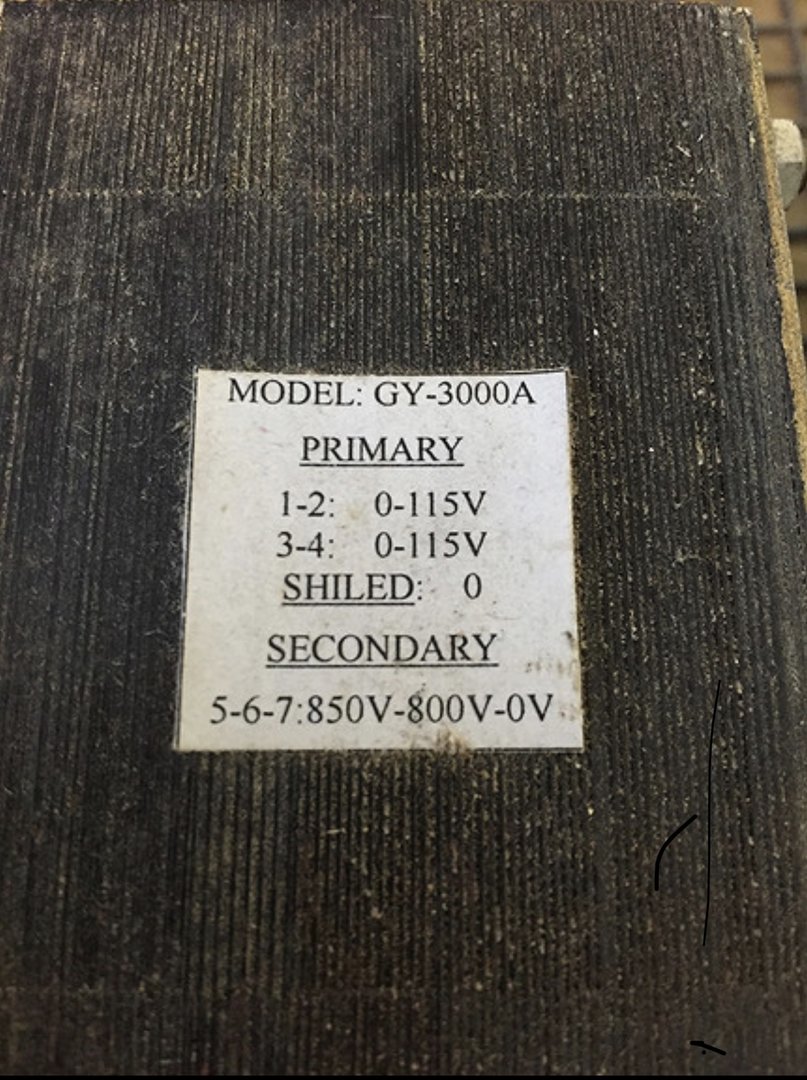 MODEL: GY-3000A
PRIMARY
1-2: 0-115V
3-4: 0-115V
SHILED: 0
SECONDARY
5-6-7:850V-800V-0V